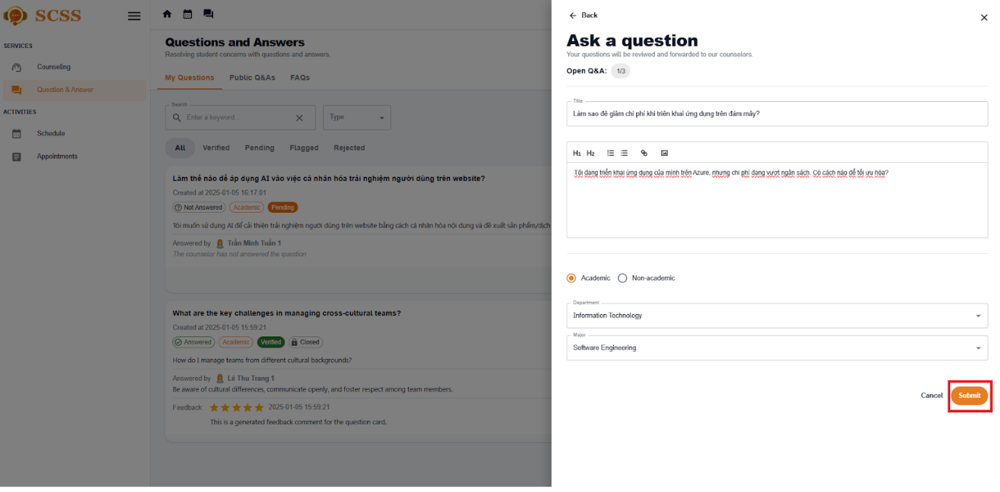 SCSS
SERVICES
Counseling
Question & Answer
ACTIVITIES
Schedule
Appointments
Questions and Answers
Resolving student concerns with questions and answers.
My Questions Public Q&As FAQs
Search
Enter a keyword...
Type
All Verified Pending Flagged Rejected
Làm thế nào để áp dụng AI vào việc cá nhân hóa trải nghiệm người dùng trên website?
Created at 2025-01-05 16:17:01
Not Answered Academic Pending
Tôi muốn sử dụng AI để cải thiện trải nghiệm người dùng trên website bằng cách cá nhân hóa nội dung và đề xuất sản phẩm/dịch
Answered by Trần Minh Tuấn 1
The counselor has not answered the question
What are the key challenges in managing cross-cultural teams?
Created at 2025-01-05 15:59:21
Answered Academic Verified Closed
How do I manage teams from different cultural backgrounds?
Answered by Lê Thu Trang 1
Be aware of cultural differences, communicate openly, and foster respect among team members.
Feedback: 2025-01-05 15:59:21
This is a generated feedback comment for the question card.
Back
Ask a question
Your questions will be reviwed and forwarded to our counselors.
Open Q&A: 1/3
Title
Làm sao để giảm chi phí khi triển khai ứng dụng trên đám mây?
H1 H2
Tôi đang triển khai ứng dụng của mình trên Azure, nhưng chi phí đang vượt ngân sách. Có cách nào để tối ưu hóa?
Academic Non-academic
Department
Information Technology
Major
Software Engineering
Cancel Submit